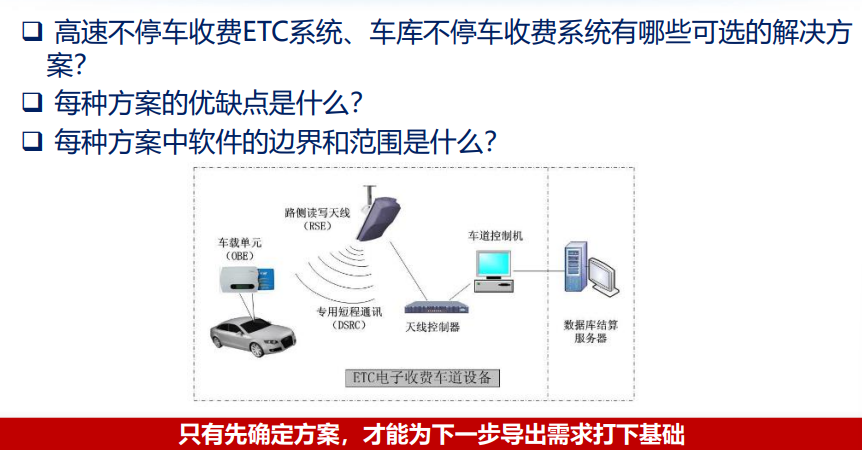 高速不停车收费ETC系统、车库不停车收费系统有哪些可选的解决方
案？
每种方案的优缺点是什么？
每种方案中软件的边界和范围是什么？
路侧读写天线
（RSE）
车道控制机
车载单元
（OBE）
专用短程通讯
（DSRC）
天线控制器
数据库结算
服务器
ETC电子收费车道设备
只有先确定方案，才能为下一步导出需求打下基础